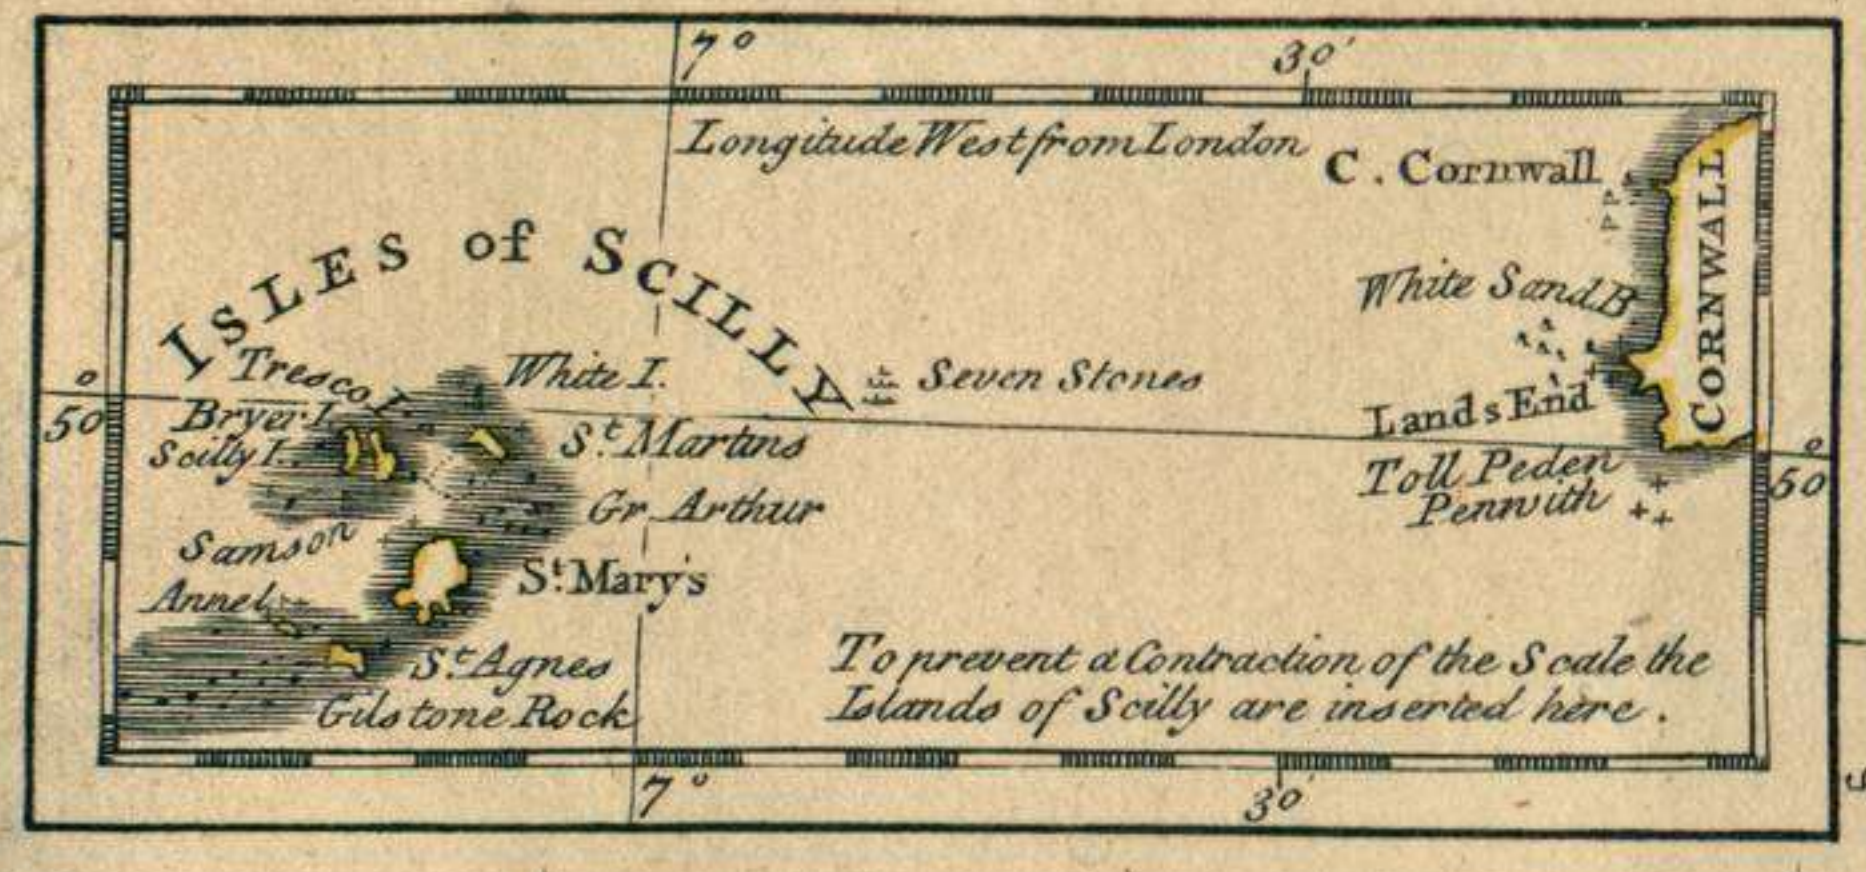 7°
30'
Longitude West from London
C. Cornwall
CORNWALL
ISLES of SCILLY
White Sand B
Tresco I.
White I.
Seven Stones
50°
Bryer I.
Lands End
Scilly I.
St. Martins
Toll Peden
Penwith
50°
Gr. Arthur
Samson
St. Mary's
Annel
St. Agnes
Gilstone Rock
To prevent a Contraction of the Scale the
Islands of Scilly are inserted here.
7°
30'